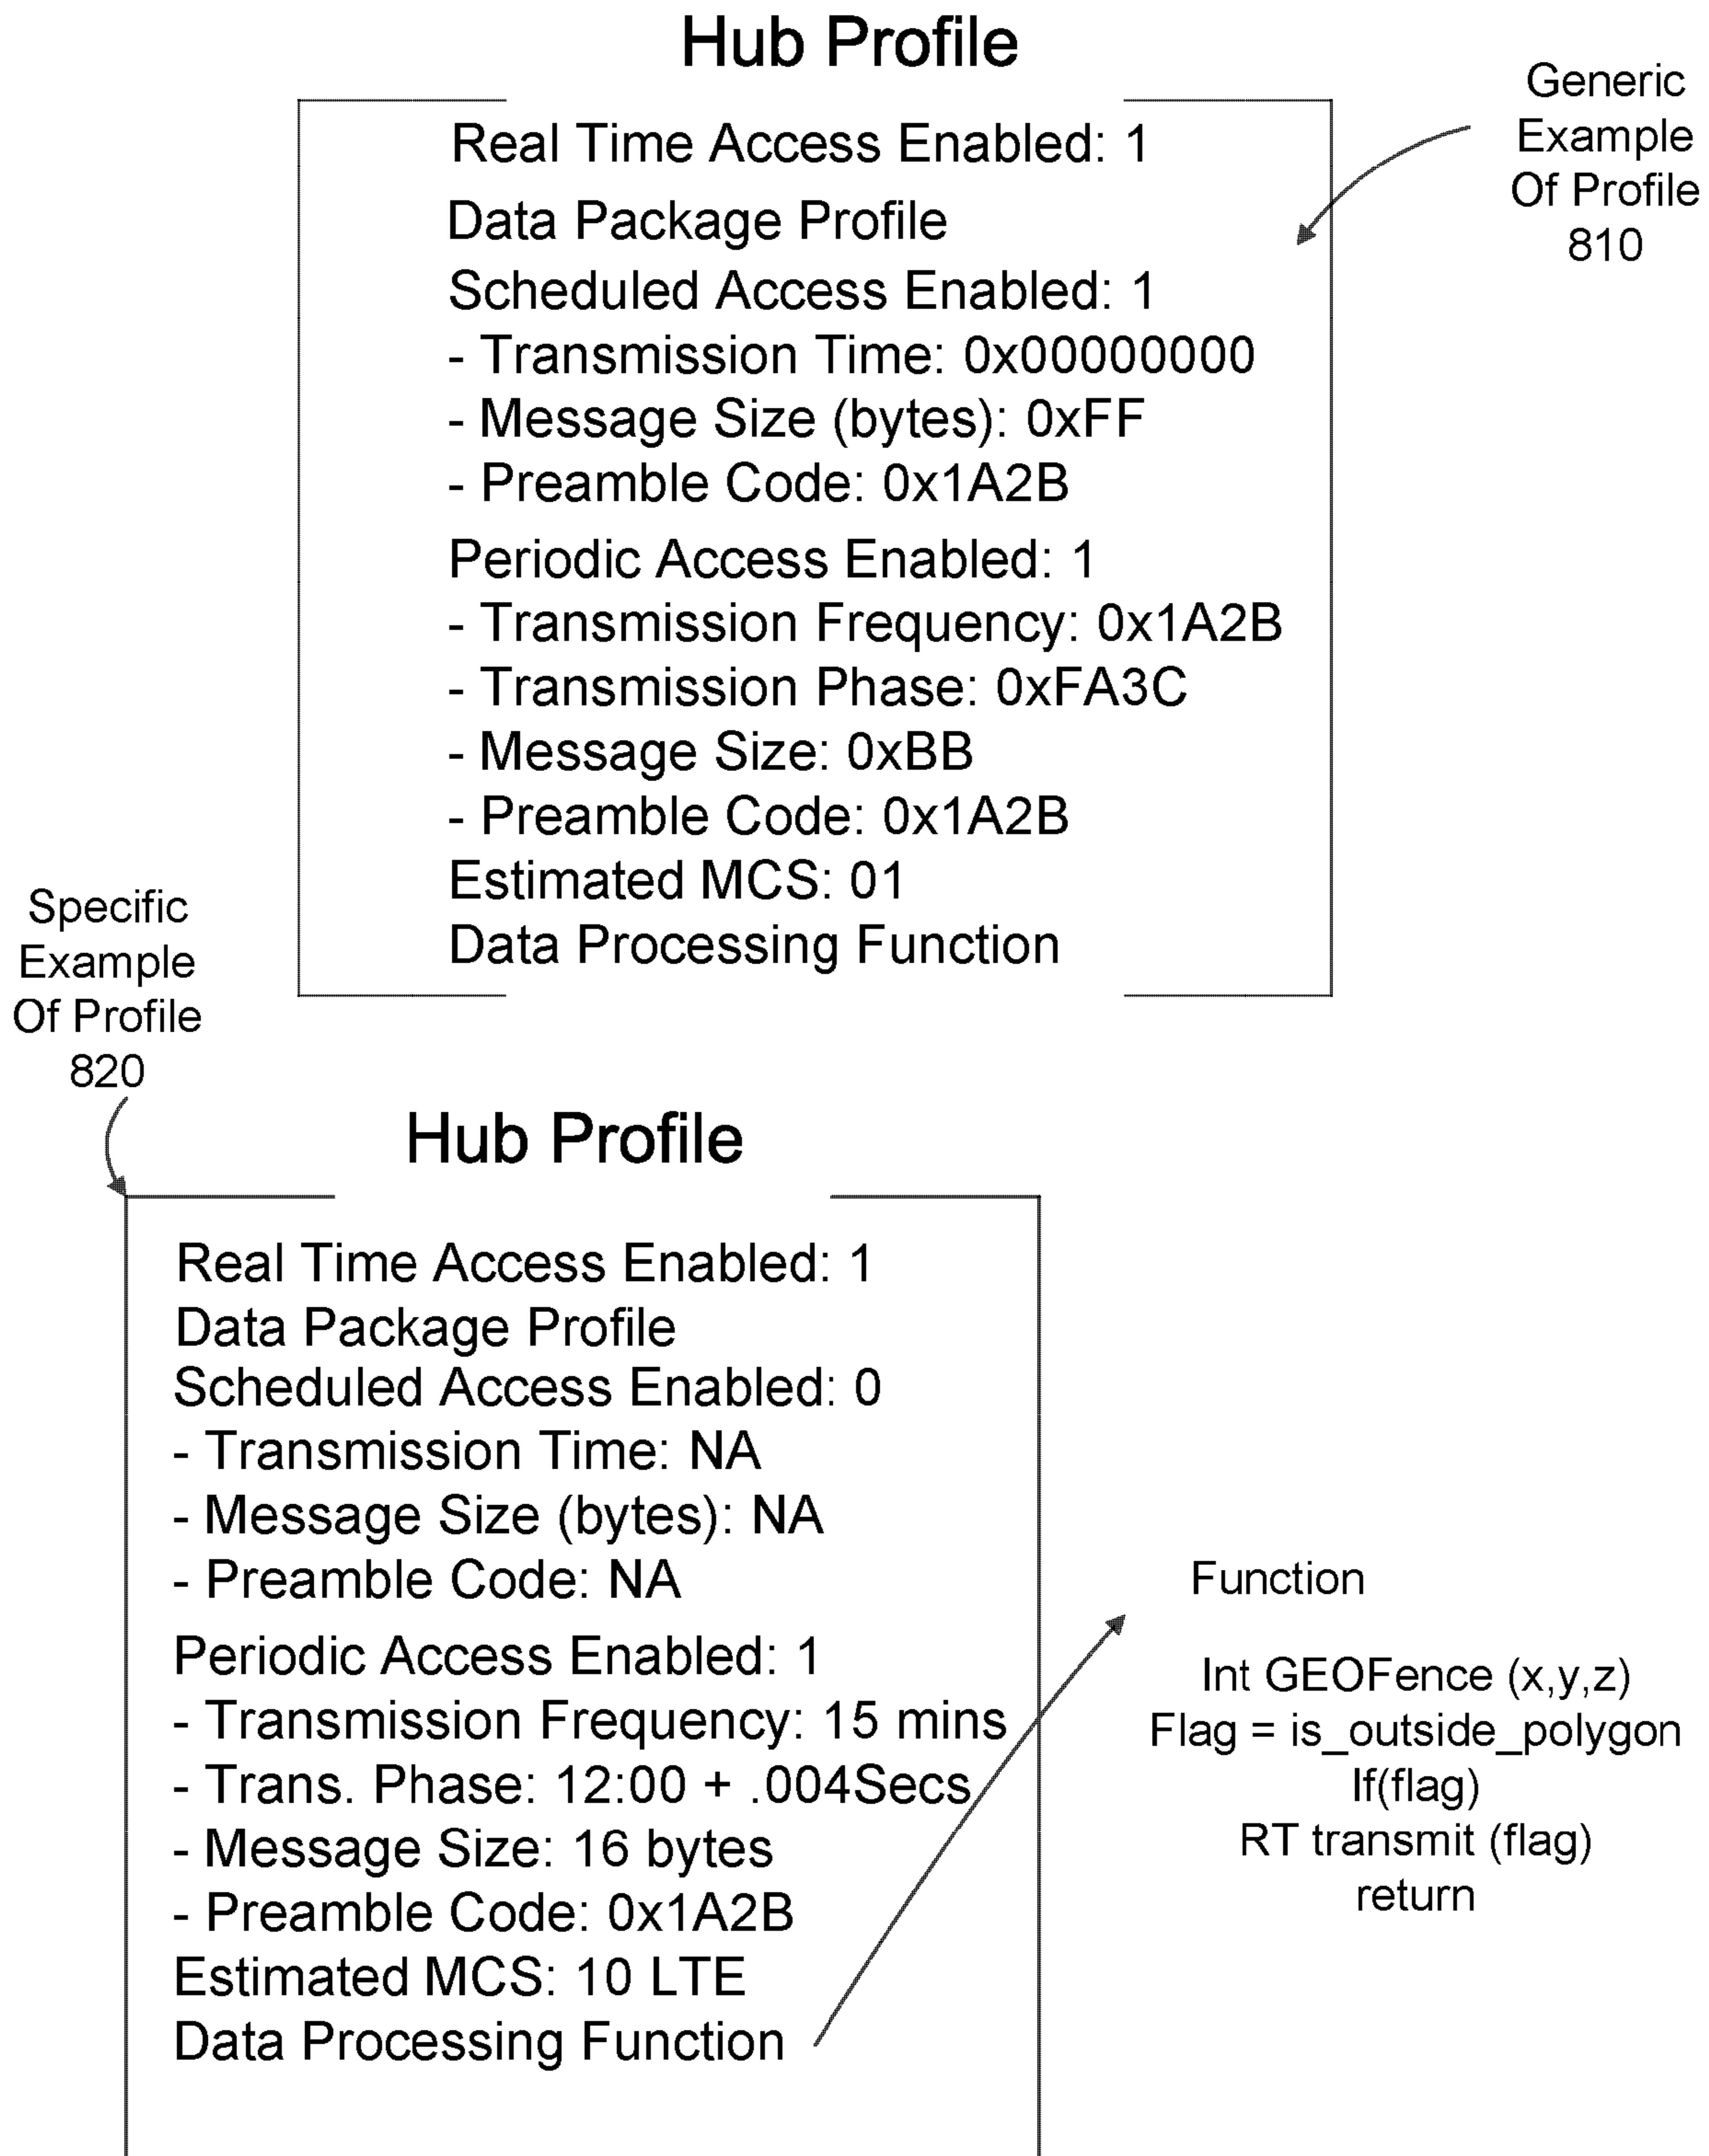 Hub Profile
Generic
Example
Of Profile
810
Real Time Access Enabled: 1
Data Package Profile
Scheduled Access Enabled: 1
- Transmission Time: 0x00000000
- Message Size (bytes): 0xFF
- Preamble Code: 0x1A2B
Periodic Access Enabled: 1
- Transmission Frequency: 0x1A2B
- Transmission Phase: 0xFA3C
- Message Size: 0xBB
- Preamble Code: 0x1A2B
Estimated MCS: 01
Data Processing Function
Specific
Example
Of Profile
820
Hub Profile
Real Time Access Enabled: 1
Data Package Profile
Scheduled Access Enabled: 0
- Transmission Time: NA
- Message Size (bytes): NA
- Preamble Code: NA
Periodic Access Enabled: 1
- Transmission Frequency: 15 mins
- Trans. Phase: 12:00 + .004Secs
- Message Size: 16 bytes
- Preamble Code: 0x1A2B
Estimated MCS: 10 LTE
Data Processing Function
Function
Int GEOFence (x,y,z)
Flag = is_outside_polygon
If(flag)
RT transmit (flag)
return